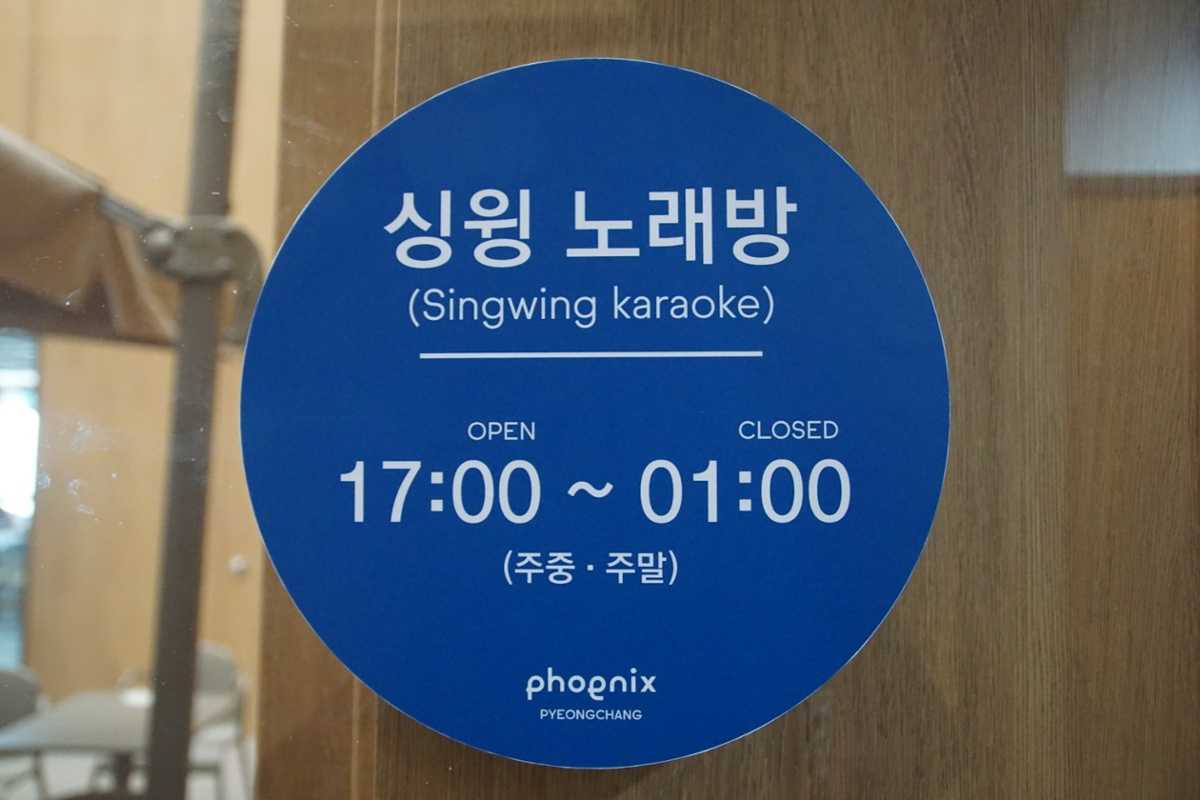 싱윙 노래방
(Singwing karaoke)
OPEN CLOSED
17:00 ~ 01:00
(주중 · 주말)
phoenix
PYEONGCHANG